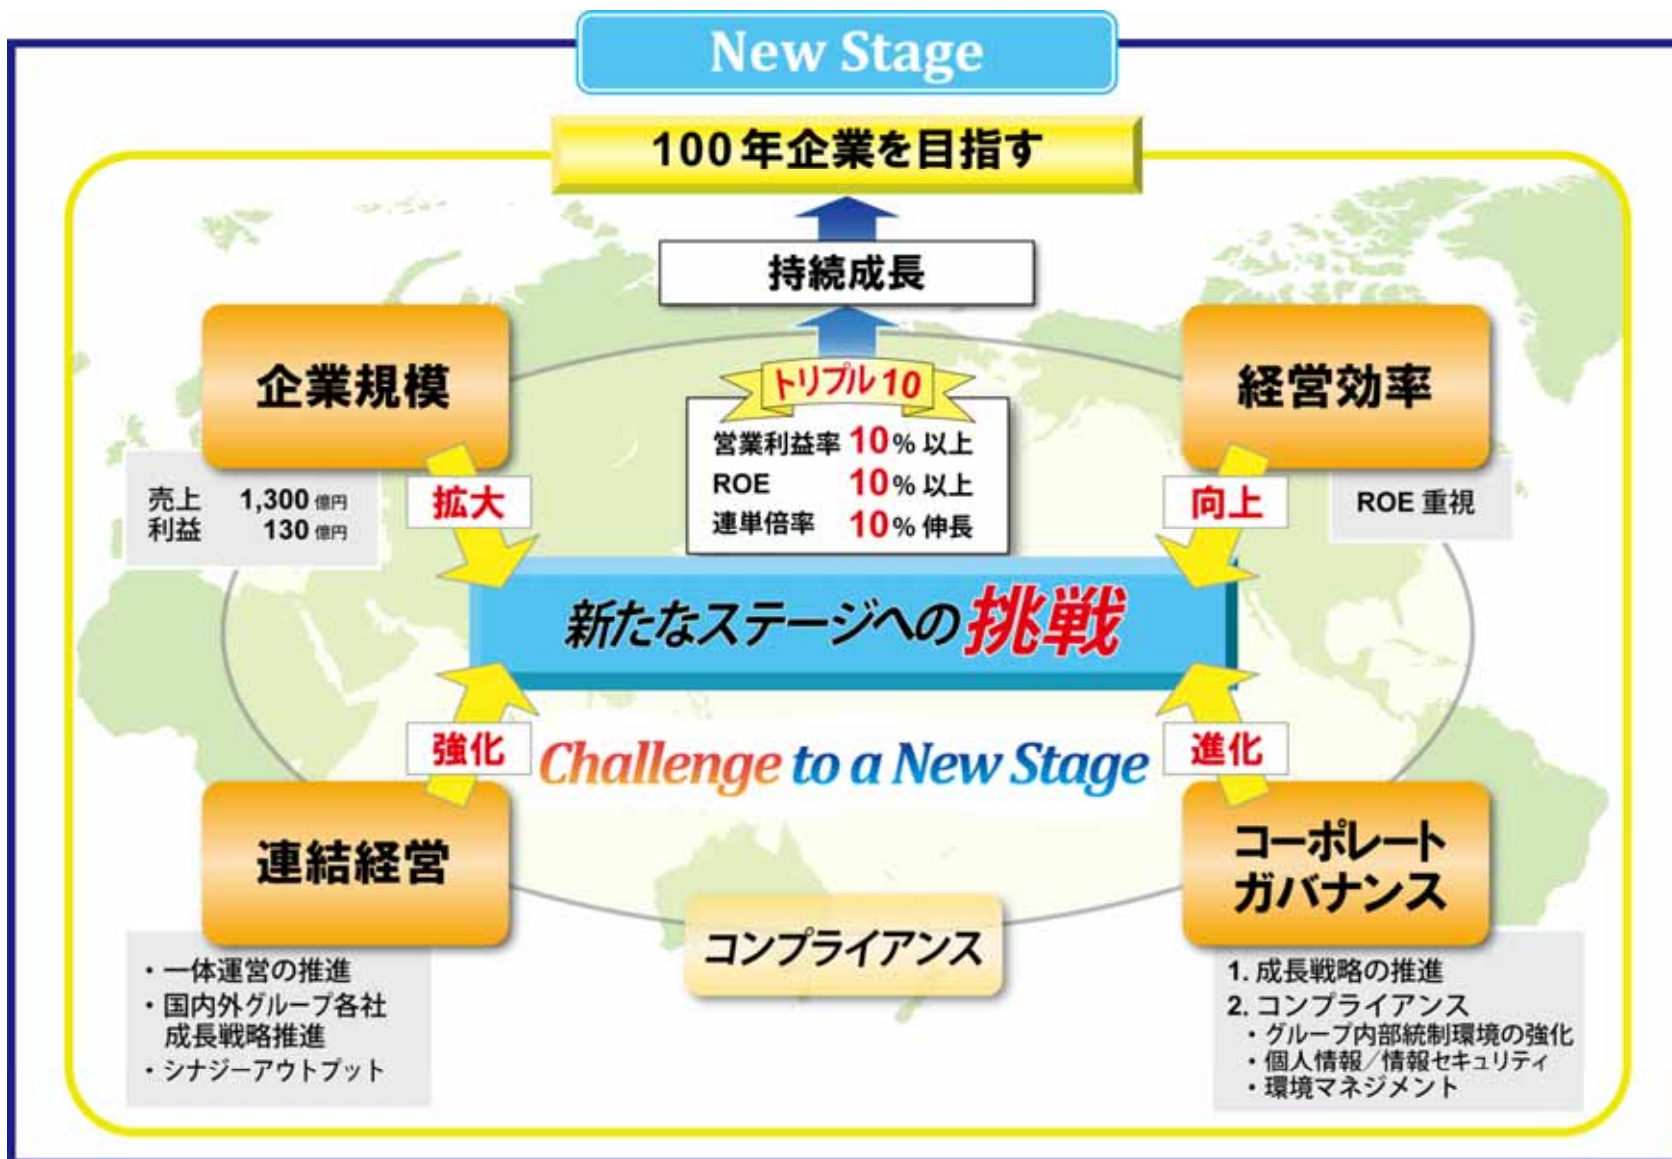 New Stage
100年企業を目指す
持続成長
トリプル10
営業利益率 10% 以上
ROE 10% 以上
連単倍率 10% 伸長
企業規模
売上 1,300 億円
利益 130 億円
拡大
経営効率
ROE 重視
向上
新たなステージへの挑戦
Challenge to a New Stage
強化
連結経営
・一体運営の推進
・国内外グループ各社
成長戦略推進
・シナジーアウトプット
コンプライアンス
進化
コーポレート
ガバナンス
1. 成長戦略の推進
2. コンプライアンス
・グループ内部統制環境の強化
・個人情報／情報セキュリティ
・環境マネジメント